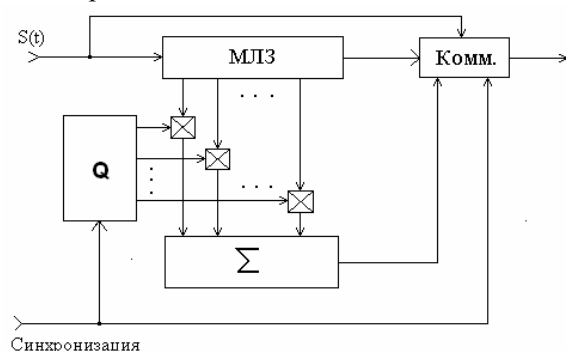 S(t)
МЛЗ
Комм.
. . .
Q
. . .
. . .
Σ
Синхронизация